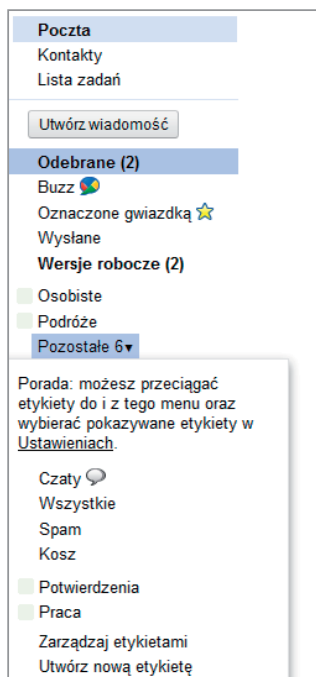 Poczta
Kontakty
Lista zadań
Utwórz wiadomość
Odebrane (2)
Buzz
Oznaczone gwiazdką
Wysłane
Wersje robocze (2)
Osobiste
Podróże
Pozostałe 6▾
Porada: możesz przeciągać
etykiety do i z tego menu oraz
wybierać pokazywane etykiety w
Ustawieniach.
Czaty
Wszystkie
Spam
Kosz
Potwierdzenia
Praca
Zarządzaj etykietami
Utwórz nową etykietę